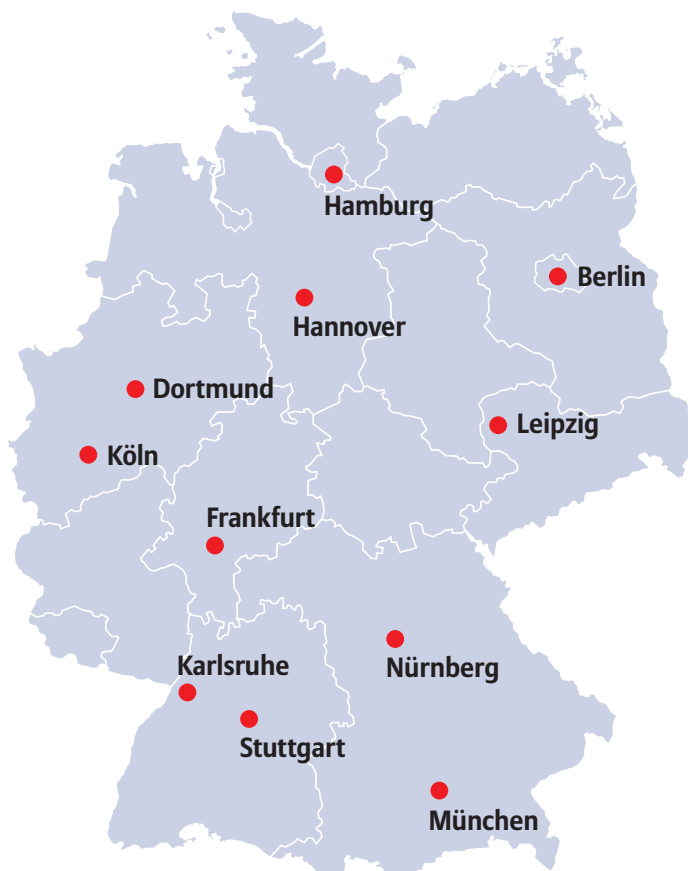 Hamburg
Berlin
Hannover
Dortmund
Leipzig
Köln
Frankfurt
Karlsruhe
Nürnberg
Stuttgart
München